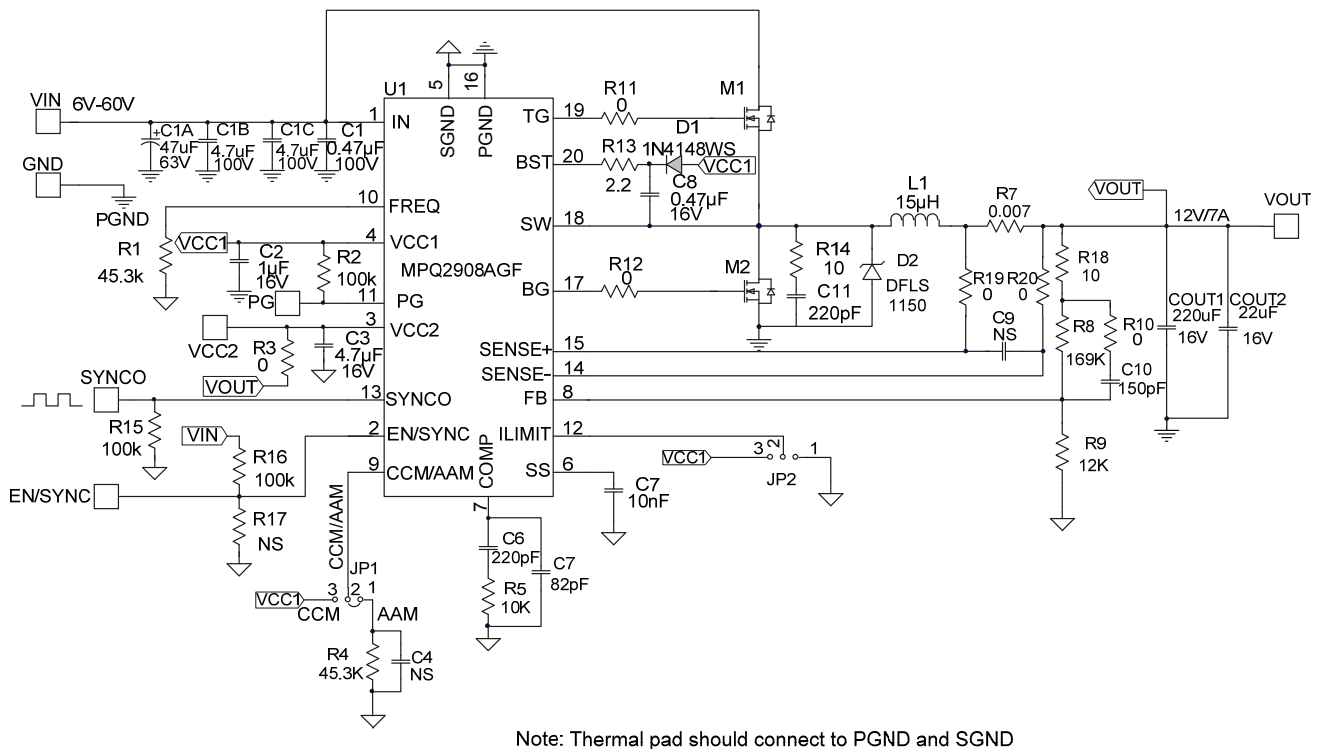 VIN
6V-60V
+C1A
47uF
63V
C1B
4.7uF
100V
C1C
4.7uF
100V
C1
0.47µF
100V
GND
PGND
R1
45.3k
VCC1
C2
1µF
16V
R2
100k
PG
VCC2
R3
0
VOUT
C3
4.7µF
16V
SYNCO
R15
100k
VIN
R16
100k
EN/SYNC
R17
NS
U1
5
16
SGND
PGND
1
IN
10
FREQ
4
VCC1
MPQ2908AGF
11
PG
3
VCC2
13
SYNCO
2
EN/SYNC
9
CCM/AAM
COMP
7
TG
19
BST
20
SW
18
BG
17
SENSE+
15
SENSE-
14
FB
8
ILIMIT
12
SS
6
R11
0
M1
D1
1N4148WS
R13
2.2
VCC1
C8
0.47µF
16V
R12
0
M2
R14
10
C11
220pF
D2
DFLS
1150
L1
15µH
R7
0.007
VOUT
12V/7A
VOUT
R19
0
R20
0
C9
NS
R18
10
R8
169K
R10
0
C10
150pF
COUT1
220uF
16V
COUT2
22uF
16V
R9
12K
VCC1
3
2
1
JP2
C7
10nF
C6
220pF
R5
10K
C7
82pF
CCM/AAM
JP1
VCC1
3
2
1
CCM
AAM
R4
45.3K
C4
NS
Note: Thermal pad should connect to PGND and SGND